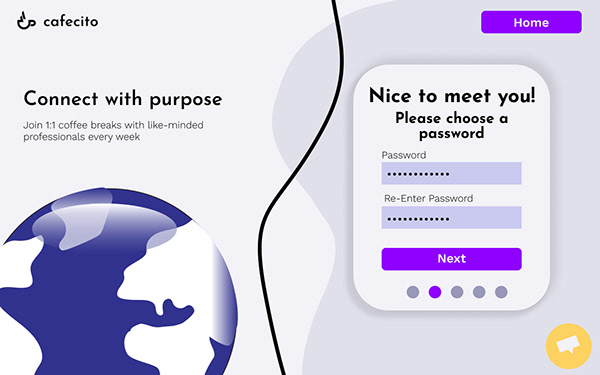 cafecito
Home
Connect with purpose
Join 1:1 coffee breaks with like-minded
professionals every week
Nice to meet you!
Please choose a
password
Password
••••••••••••
Re-Enter Password
••••••••••••
Next